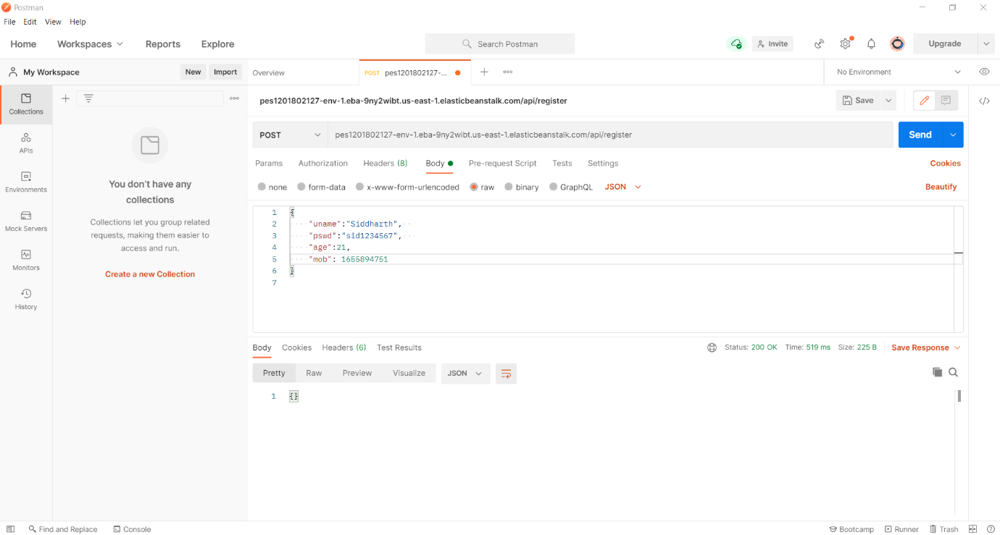 Postman
File Edit View Help
Home Workspaces Reports Explore Search Postman Invite Upgrade
My Workspace New Import Overview POST pes1201802127-... No Environment
Collections
APIs
Environments
Mock Servers
Monitors
History
You don't have any
collections
Collections let you group related
requests, making them easier to
access and run.
Create a new Collection
pes1201802127-env-1.eba-9ny2wibt.us-east-1.elasticbeanstalk.com/api/register Save
POST pes1201802127-env-1.eba-9ny2wibt.us-east-1.elasticbeanstalk.com/api/register Send
Params Authorization Headers (8) Body Pre-request Script Tests Settings Cookies
none form-data x-www-form-urlencoded raw binary GraphQL JSON Beautify
1 {
2 "uname":"Siddharth",
3 "pswd":"sid1234567",
4 "age":21,
5 "mob": 1655894751
6 }
7
Body Cookies Headers (6) Test Results Status: 200 OK Time: 519 ms Size: 225 B Save Response
Pretty Raw Preview Visualize JSON
1 {}
Find and Replace Console Bootcamp Runner Trash